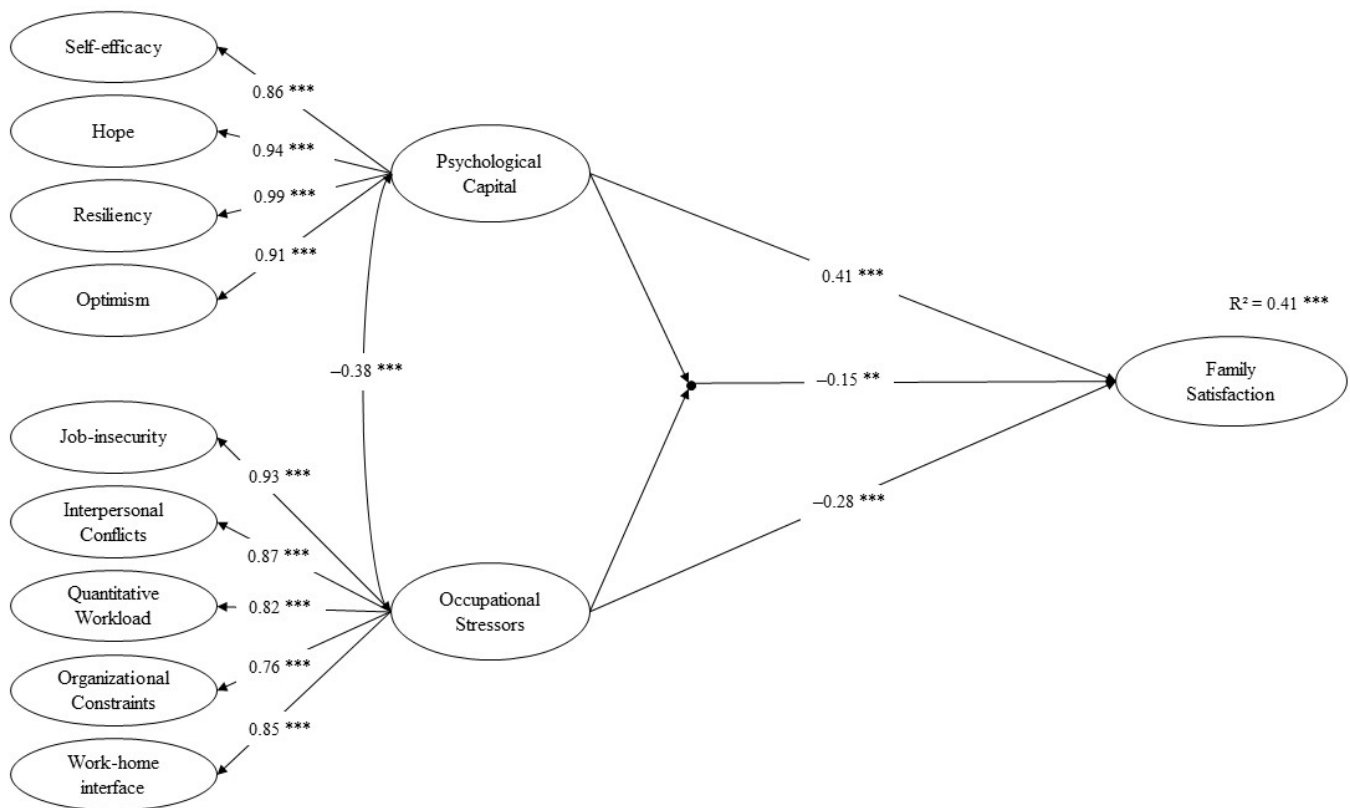 Self-efficacy
0.86 ***
Hope
0.94 ***
Psychological
Capital
Resiliency
0.99 ***
0.91 ***
Optimism
0.41 ***
R² = 0.41 ***
–0.38 ***
–0.15 **
Family
Satisfaction
Job-insecurity
0.93 ***
–0.28 ***
Interpersonal
Conflicts
0.87 ***
Quantitative
Workload
0.82 ***
Occupational
Stressors
0.76 ***
Organizational
Constraints
0.85 ***
Work-home
interface